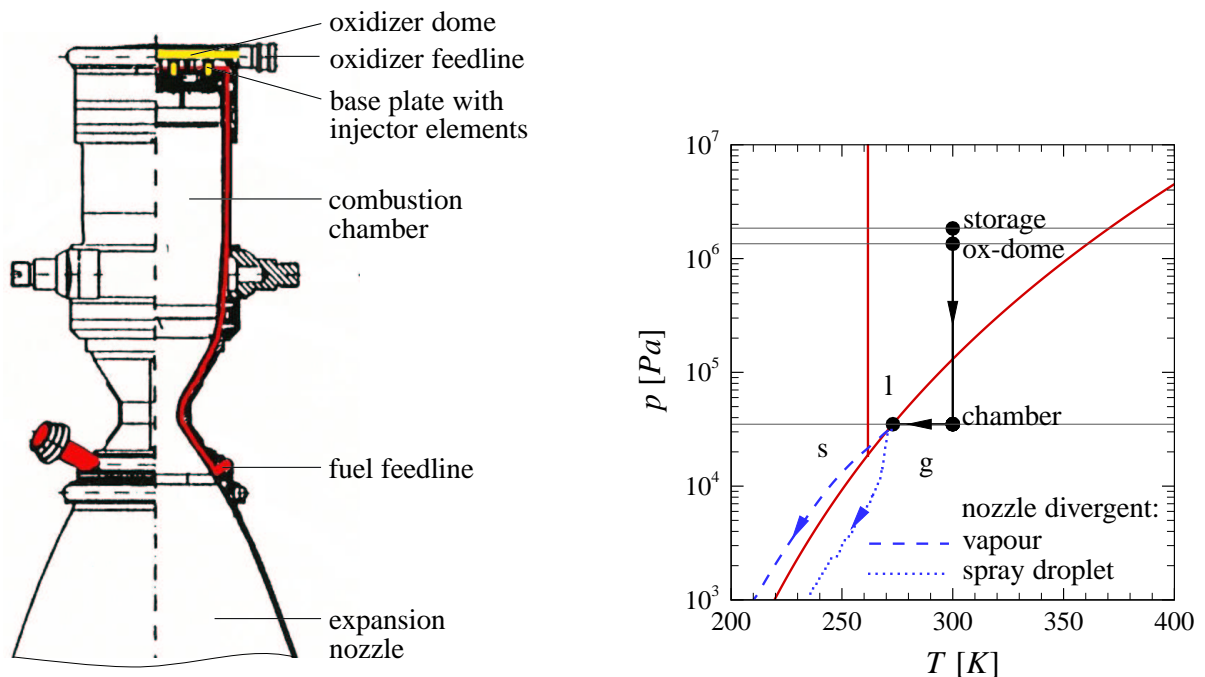 oxidizer dome
oxidizer feedline
base plate with
injector elements
combustion
chamber
fuel feedline
expansion
nozzle
10^7
10^6
10^5
10^4
10^3
p [Pa]
storage
ox-dome
l
chamber
s
g
nozzle divergent:
vapour
spray droplet
200
250
300
350
400
T [K]